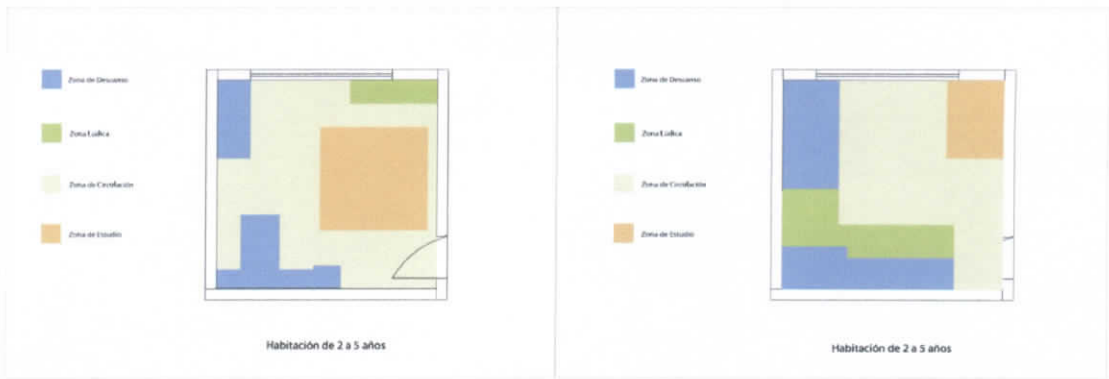 Zona de Descanso
Zona Lúdica
Zona de Circulación
Zona de Estudio
Habitación de 2 a 5 años
Zona de Descanso
Zona Lúdica
Zona de Circulación
Zona de Estudio
Habitación de 2 a 5 años